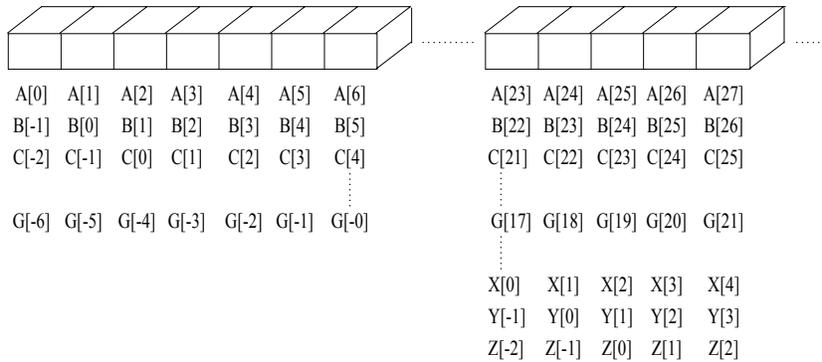 A[0] A[1] A[2] A[3] A[4] A[5] A[6] A[23] A[24] A[25] A[26] A[27]
B[-1] B[0] B[1] B[2] B[3] B[4] B[5] B[22] B[23] B[24] B[25] B[26]
C[-2] C[-1] C[0] C[1] C[2] C[3] C[4] C[21] C[22] C[23] C[24] C[25]
G[-6] G[-5] G[-4] G[-3] G[-2] G[-1] G[-0] G[17] G[18] G[19] G[20] G[21]
X[0] X[1] X[2] X[3] X[4]
Y[-1] Y[0] Y[1] Y[2] Y[3]
Z[-2] Z[-1] Z[0] Z[1] Z[2]